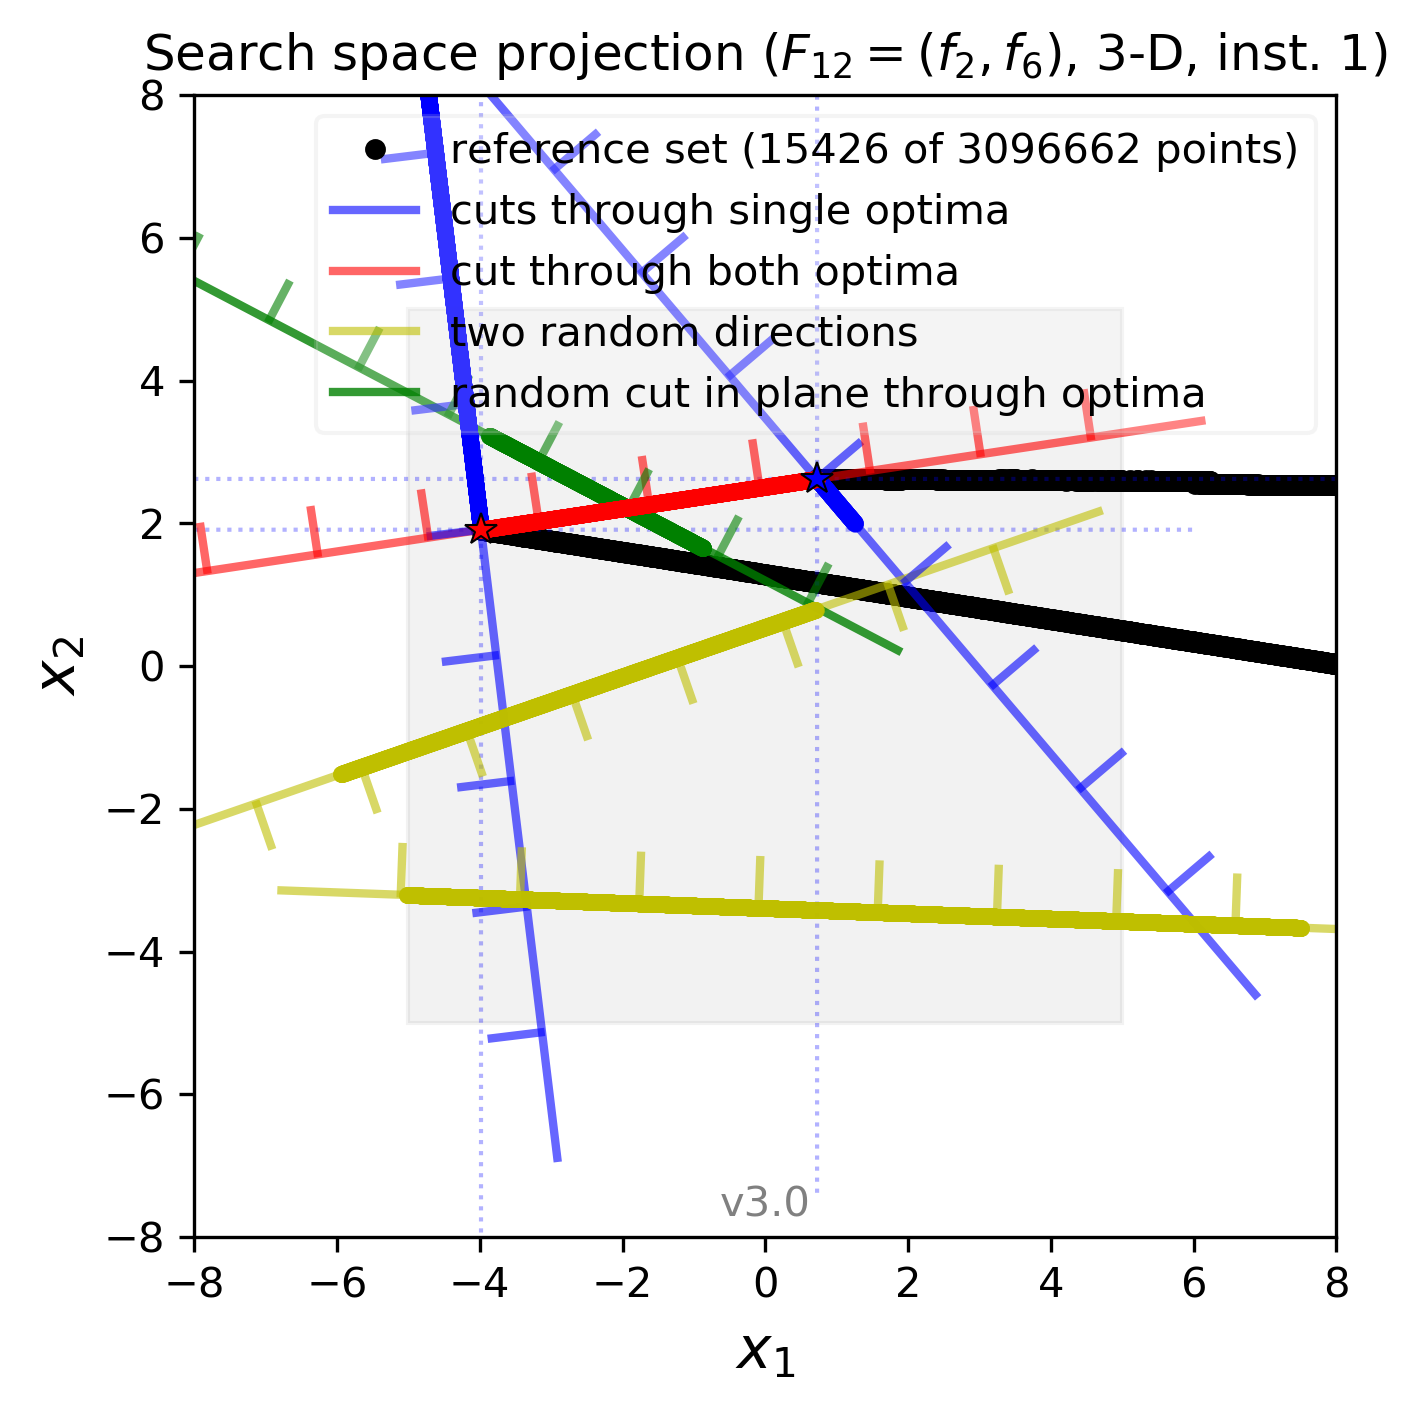 Search space projection (F12 = (f2, f6), 3-D, inst. 1)
reference set (15426 of 3096662 points)
cuts through single optima
cut through both optima
two random directions
random cut in plane through optima
8
6
4
2
0
−2
−4
−6
−8
x2
v3.0
−8 −6 −4 −2 0 2 4 6 8
x1